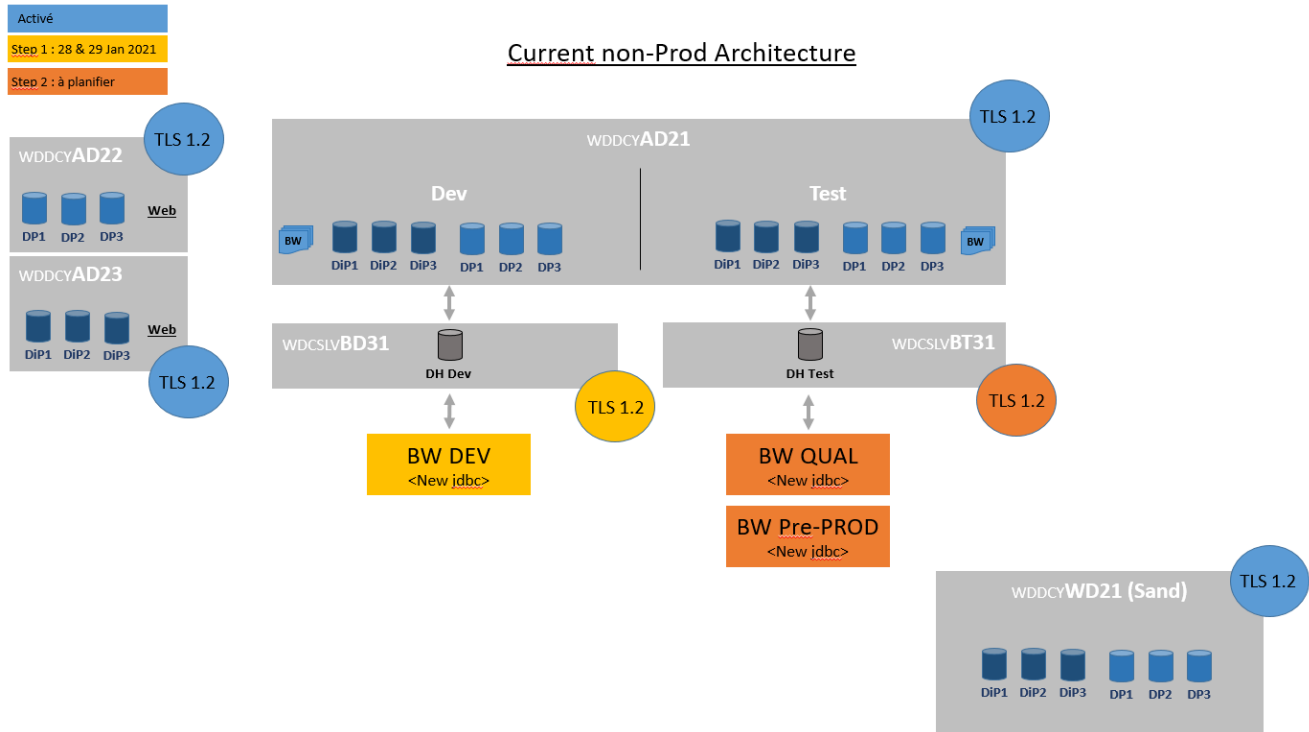 Activé
Step 1 : 28 & 29 Jan 2021
Step 2 : à planifier
Current non-Prod Architecture
TLS 1.2
WDDCYAD22
Web
DP1 DP2 DP3
WDDCYAD23
Web
DiP1 DiP2 DiP3
TLS 1.2
TLS 1.2
WDDCYAD21
Dev
Test
BW
DiP1 DiP2 DiP3 DP1 DP2 DP3
DiP1 DiP2 DiP3 DP1 DP2 DP3
BW
WDCSLVBD31
DH Dev
TLS 1.2
WDCSLVBT31
DH Test
TLS 1.2
BW DEV
<New jdbc>
BW QUAL
<New jdbc>
BW Pre-PROD
<New jdbc>
TLS 1.2
WDDCYWD21 (Sand)
DiP1 DiP2 DiP3 DP1 DP2 DP3